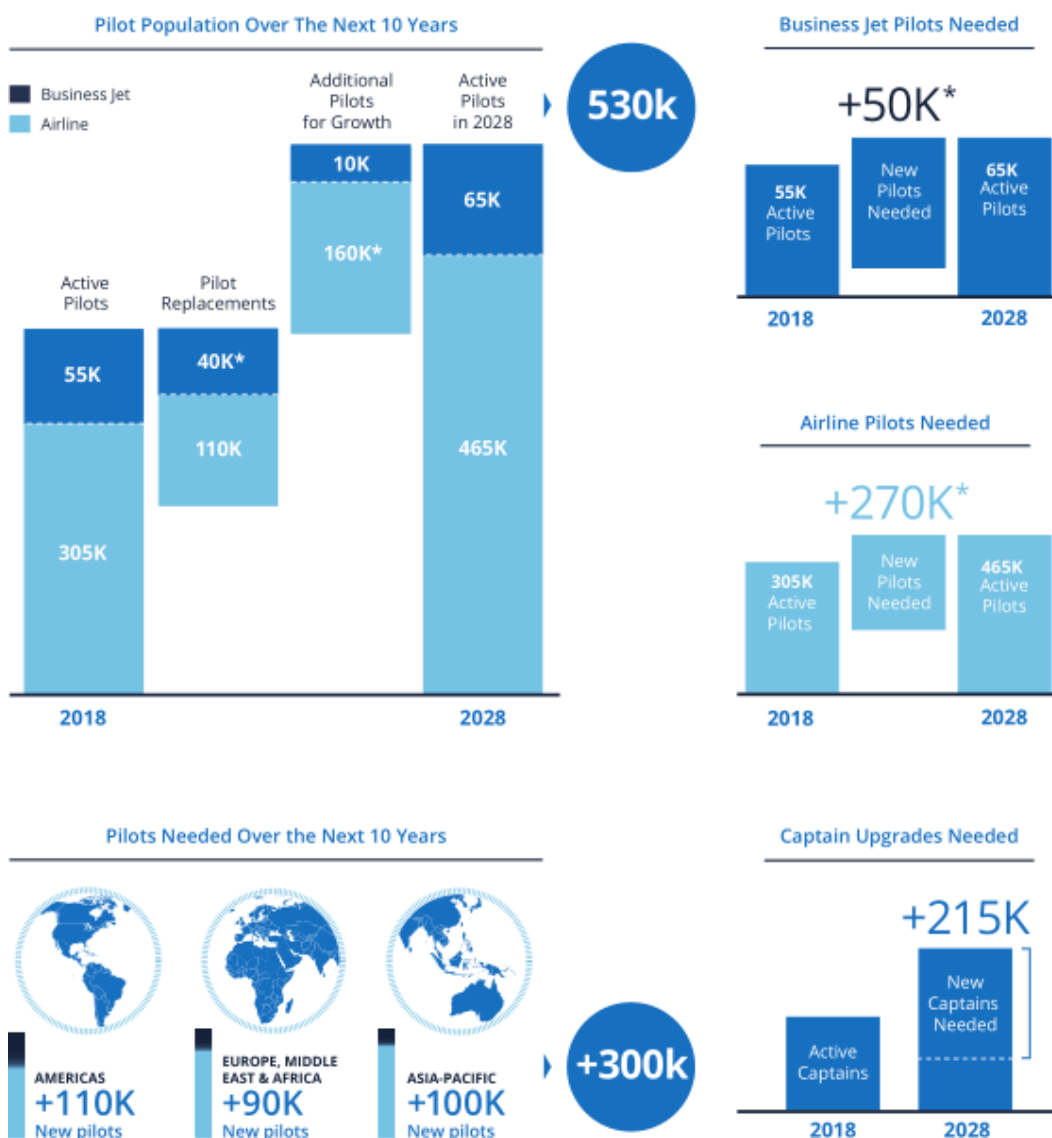 Pilot Population Over The Next 10 Years
Business Jet
Airline
Active
Pilots
55K
305K
2018
Pilot
Replacements
40K*
110K
Additional
Pilots
for Growth
10K
160K*
Active
Pilots
in 2028
65K
465K
2028
530k
Business Jet Pilots Needed
+50K*
55K
Active
Pilots
New
Pilots
Needed
65K
Active
Pilots
2018
2028
Airline Pilots Needed
+270K*
305K
Active
Pilots
New
Pilots
Needed
465K
Active
Pilots
2018
2028
Pilots Needed Over the Next 10 Years
AMERICAS
+110K
New pilots
EUROPE, MIDDLE
EAST & AFRICA
+90K
New pilots
ASIA-PACIFIC
+100K
New pilots
+300k
Captain Upgrades Needed
+215K
Active
Captains
New
Captains
Needed
2018
2028